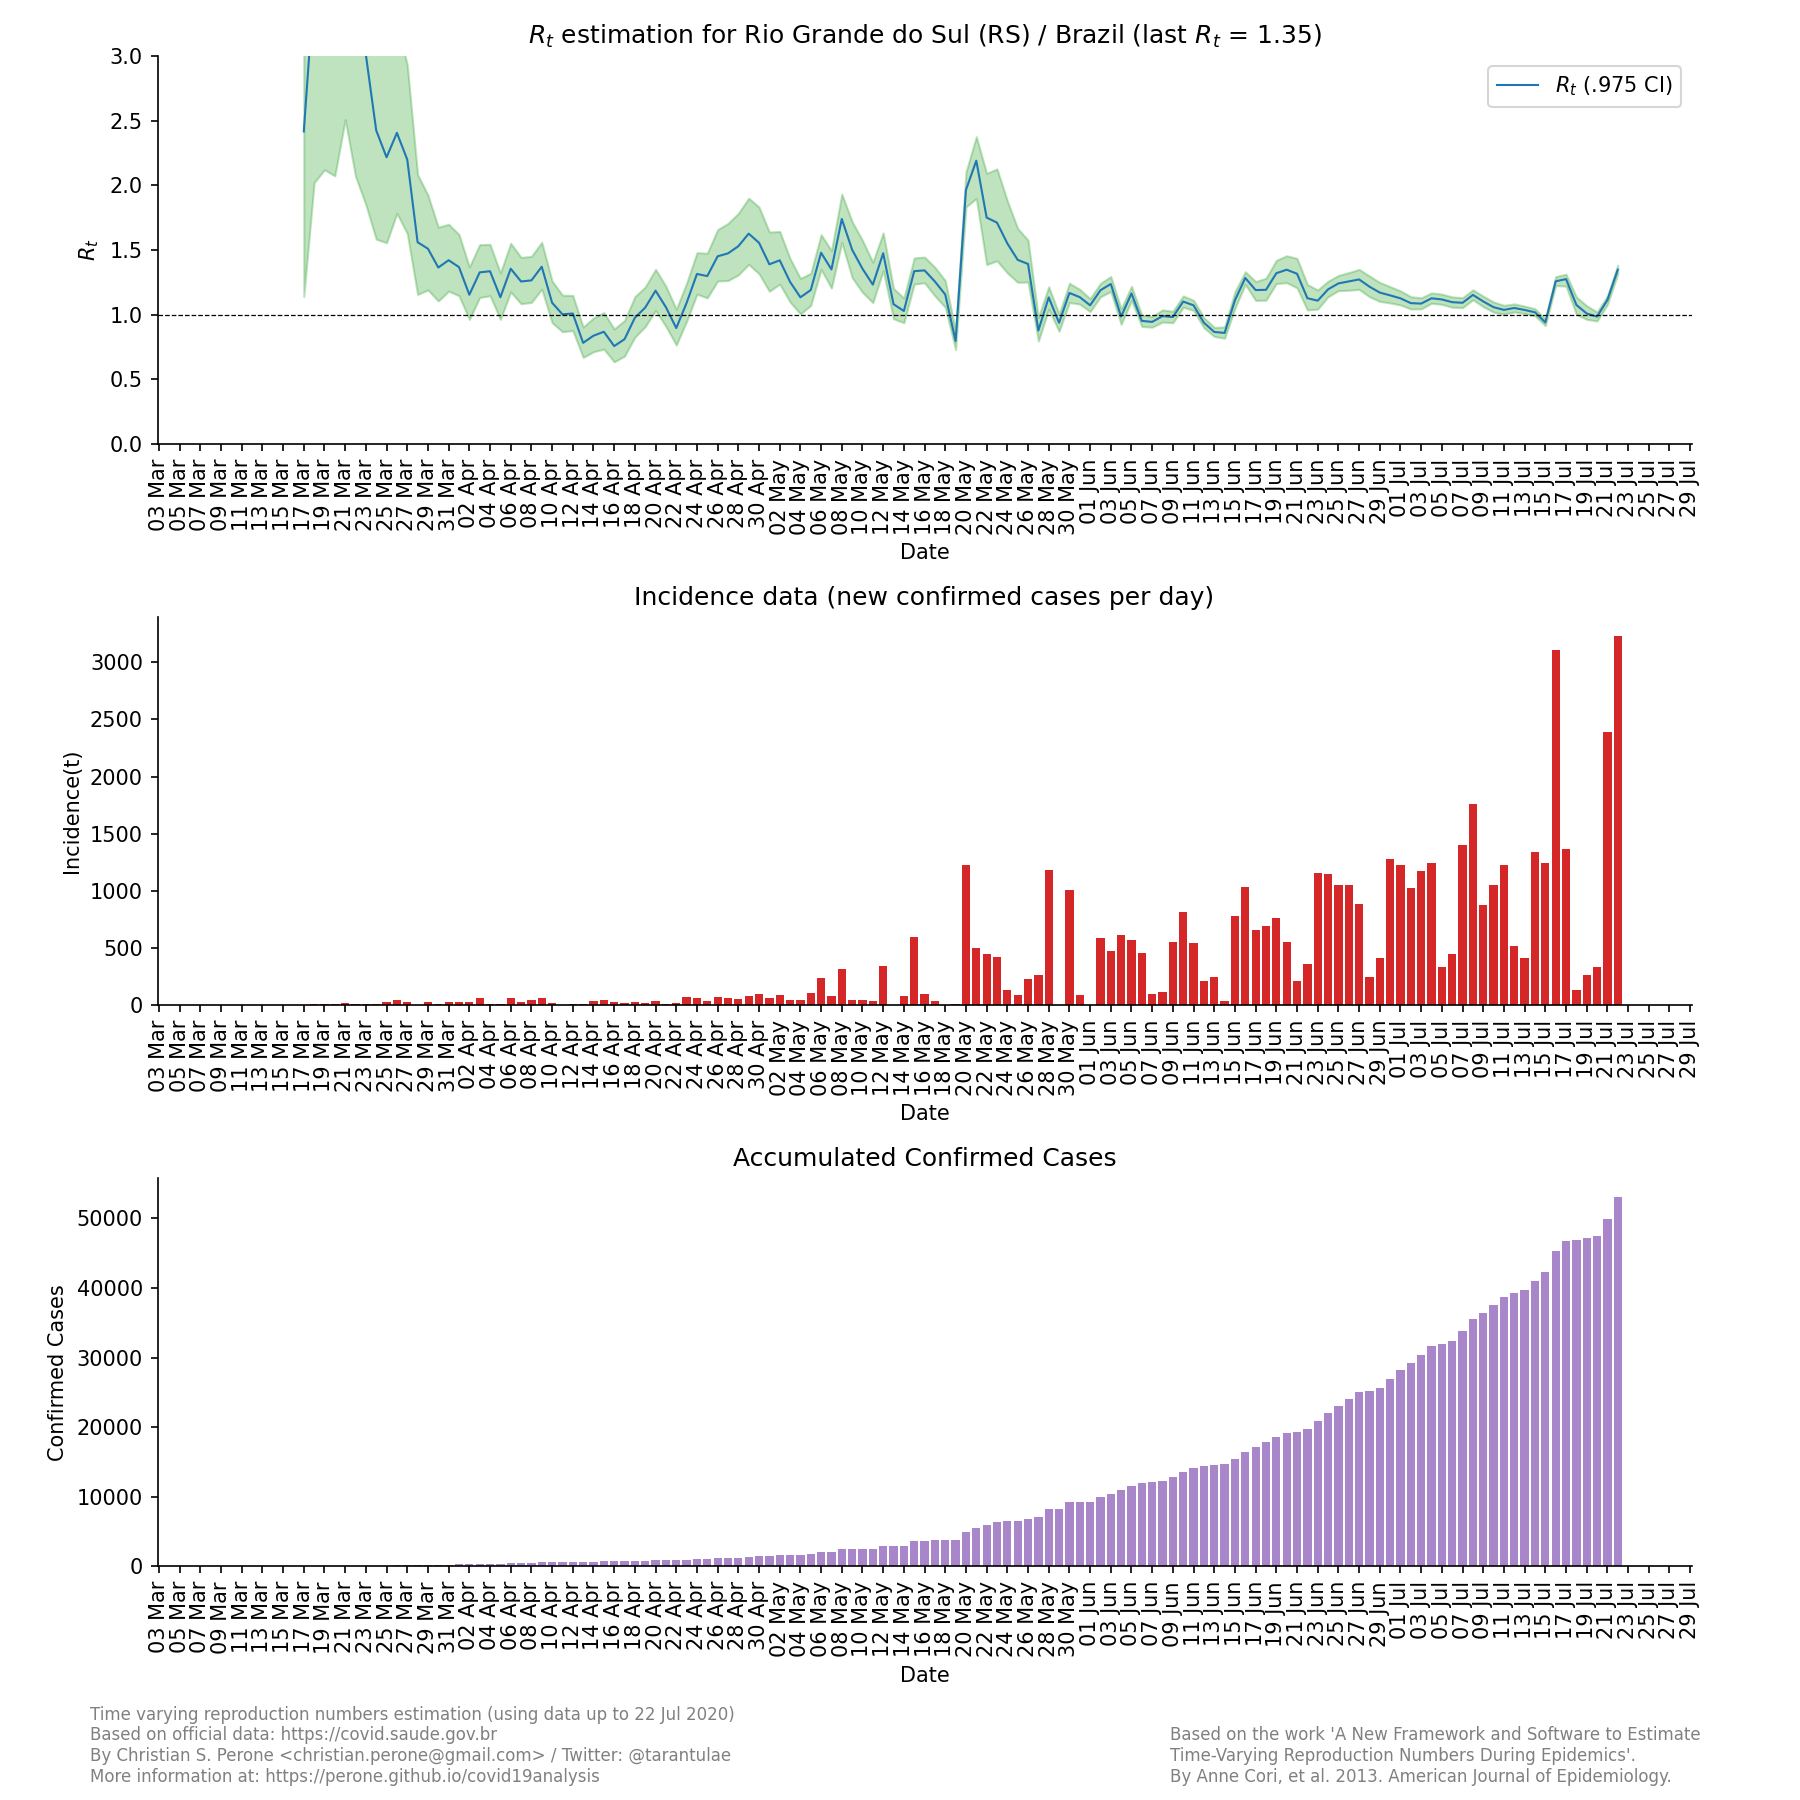 R_t estimation for Rio Grande do Sul (RS) / Brazil (last R_t = 1.35)
R_t (.975 CI)
3.0
2.5
2.0
1.5
1.0
0.5
0.0
R_t
03 Mar 05 Mar 07 Mar 09 Mar 11 Mar 13 Mar 15 Mar 17 Mar 19 Mar 21 Mar 23 Mar 25 Mar 27 Mar 29 Mar 31 Mar 02 Apr 04 Apr 06 Apr 08 Apr 10 Apr 12 Apr 14 Apr 16 Apr 18 Apr 20 Apr 22 Apr 24 Apr 26 Apr 28 Apr 30 Apr 02 May 04 May 06 May 08 May 10 May 12 May 14 May 16 May 18 May 20 May 22 May 24 May 26 May 28 May 30 May 01 Jun 03 Jun 05 Jun 07 Jun 09 Jun 11 Jun 13 Jun 15 Jun 17 Jun 19 Jun 21 Jun 23 Jun 25 Jun 27 Jun 29 Jun 01 Jul 03 Jul 05 Jul 07 Jul 09 Jul 11 Jul 13 Jul 15 Jul 17 Jul 19 Jul 21 Jul 23 Jul 25 Jul 27 Jul 29 Jul
Date
Incidence data (new confirmed cases per day)
3000
2500
2000
1500
1000
500
0
Incidence(t)
03 Mar 05 Mar 07 Mar 09 Mar 11 Mar 13 Mar 15 Mar 17 Mar 19 Mar 21 Mar 23 Mar 25 Mar 27 Mar 29 Mar 31 Mar 02 Apr 04 Apr 06 Apr 08 Apr 10 Apr 12 Apr 14 Apr 16 Apr 18 Apr 20 Apr 22 Apr 24 Apr 26 Apr 28 Apr 30 Apr 02 May 04 May 06 May 08 May 10 May 12 May 14 May 16 May 18 May 20 May 22 May 24 May 26 May 28 May 30 May 01 Jun 03 Jun 05 Jun 07 Jun 09 Jun 11 Jun 13 Jun 15 Jun 17 Jun 19 Jun 21 Jun 23 Jun 25 Jun 27 Jun 29 Jun 01 Jul 03 Jul 05 Jul 07 Jul 09 Jul 11 Jul 13 Jul 15 Jul 17 Jul 19 Jul 21 Jul 23 Jul 25 Jul 27 Jul 29 Jul
Date
Accumulated Confirmed Cases
50000
40000
30000
20000
10000
0
Confirmed Cases
03 Mar 05 Mar 07 Mar 09 Mar 11 Mar 13 Mar 15 Mar 17 Mar 19 Mar 21 Mar 23 Mar 25 Mar 27 Mar 29 Mar 31 Mar 02 Apr 04 Apr 06 Apr 08 Apr 10 Apr 12 Apr 14 Apr 16 Apr 18 Apr 20 Apr 22 Apr 24 Apr 26 Apr 28 Apr 30 Apr 02 May 04 May 06 May 08 May 10 May 12 May 14 May 16 May 18 May 20 May 22 May 24 May 26 May 28 May 30 May 01 Jun 03 Jun 05 Jun 07 Jun 09 Jun 11 Jun 13 Jun 15 Jun 17 Jun 19 Jun 21 Jun 23 Jun 25 Jun 27 Jun 29 Jun 01 Jul 03 Jul 05 Jul 07 Jul 09 Jul 11 Jul 13 Jul 15 Jul 17 Jul 19 Jul 21 Jul 23 Jul 25 Jul 27 Jul 29 Jul
Date
Time varying reproduction numbers estimation (using data up to 22 Jul 2020)
Based on official data: https://covid.saude.gov.br
By Christian S. Perone <christian.perone@gmail.com> / Twitter: @tarantulae
More information at: https://perone.github.io/covid19analysis
Based on the work 'A New Framework and Software to Estimate
Time-Varying Reproduction Numbers During Epidemics'.
By Anne Cori, et al. 2013. American Journal of Epidemiology.